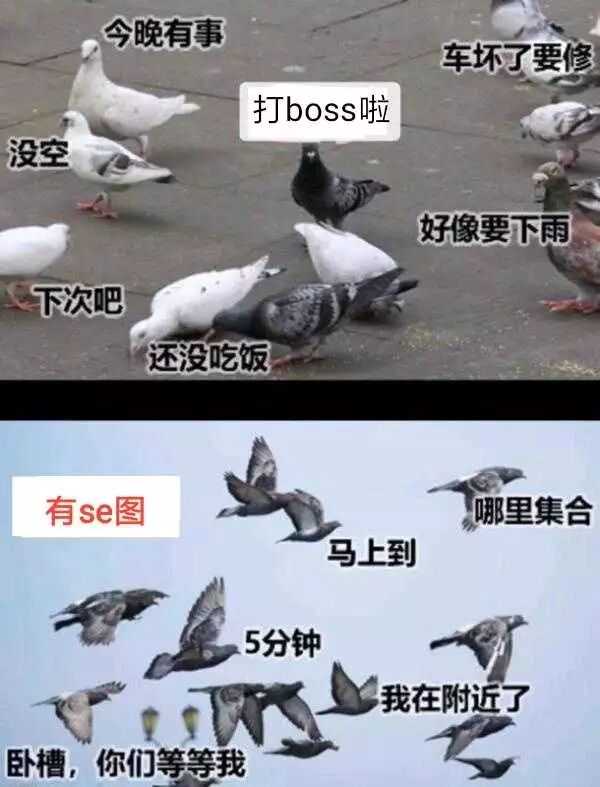 今晚有事
车坏了要修
打boss啦
没空
好像要下雨
下次吧
还没吃饭
有se图
哪里集合
马上到
5分钟
我在附近了
卧槽，你们等等我